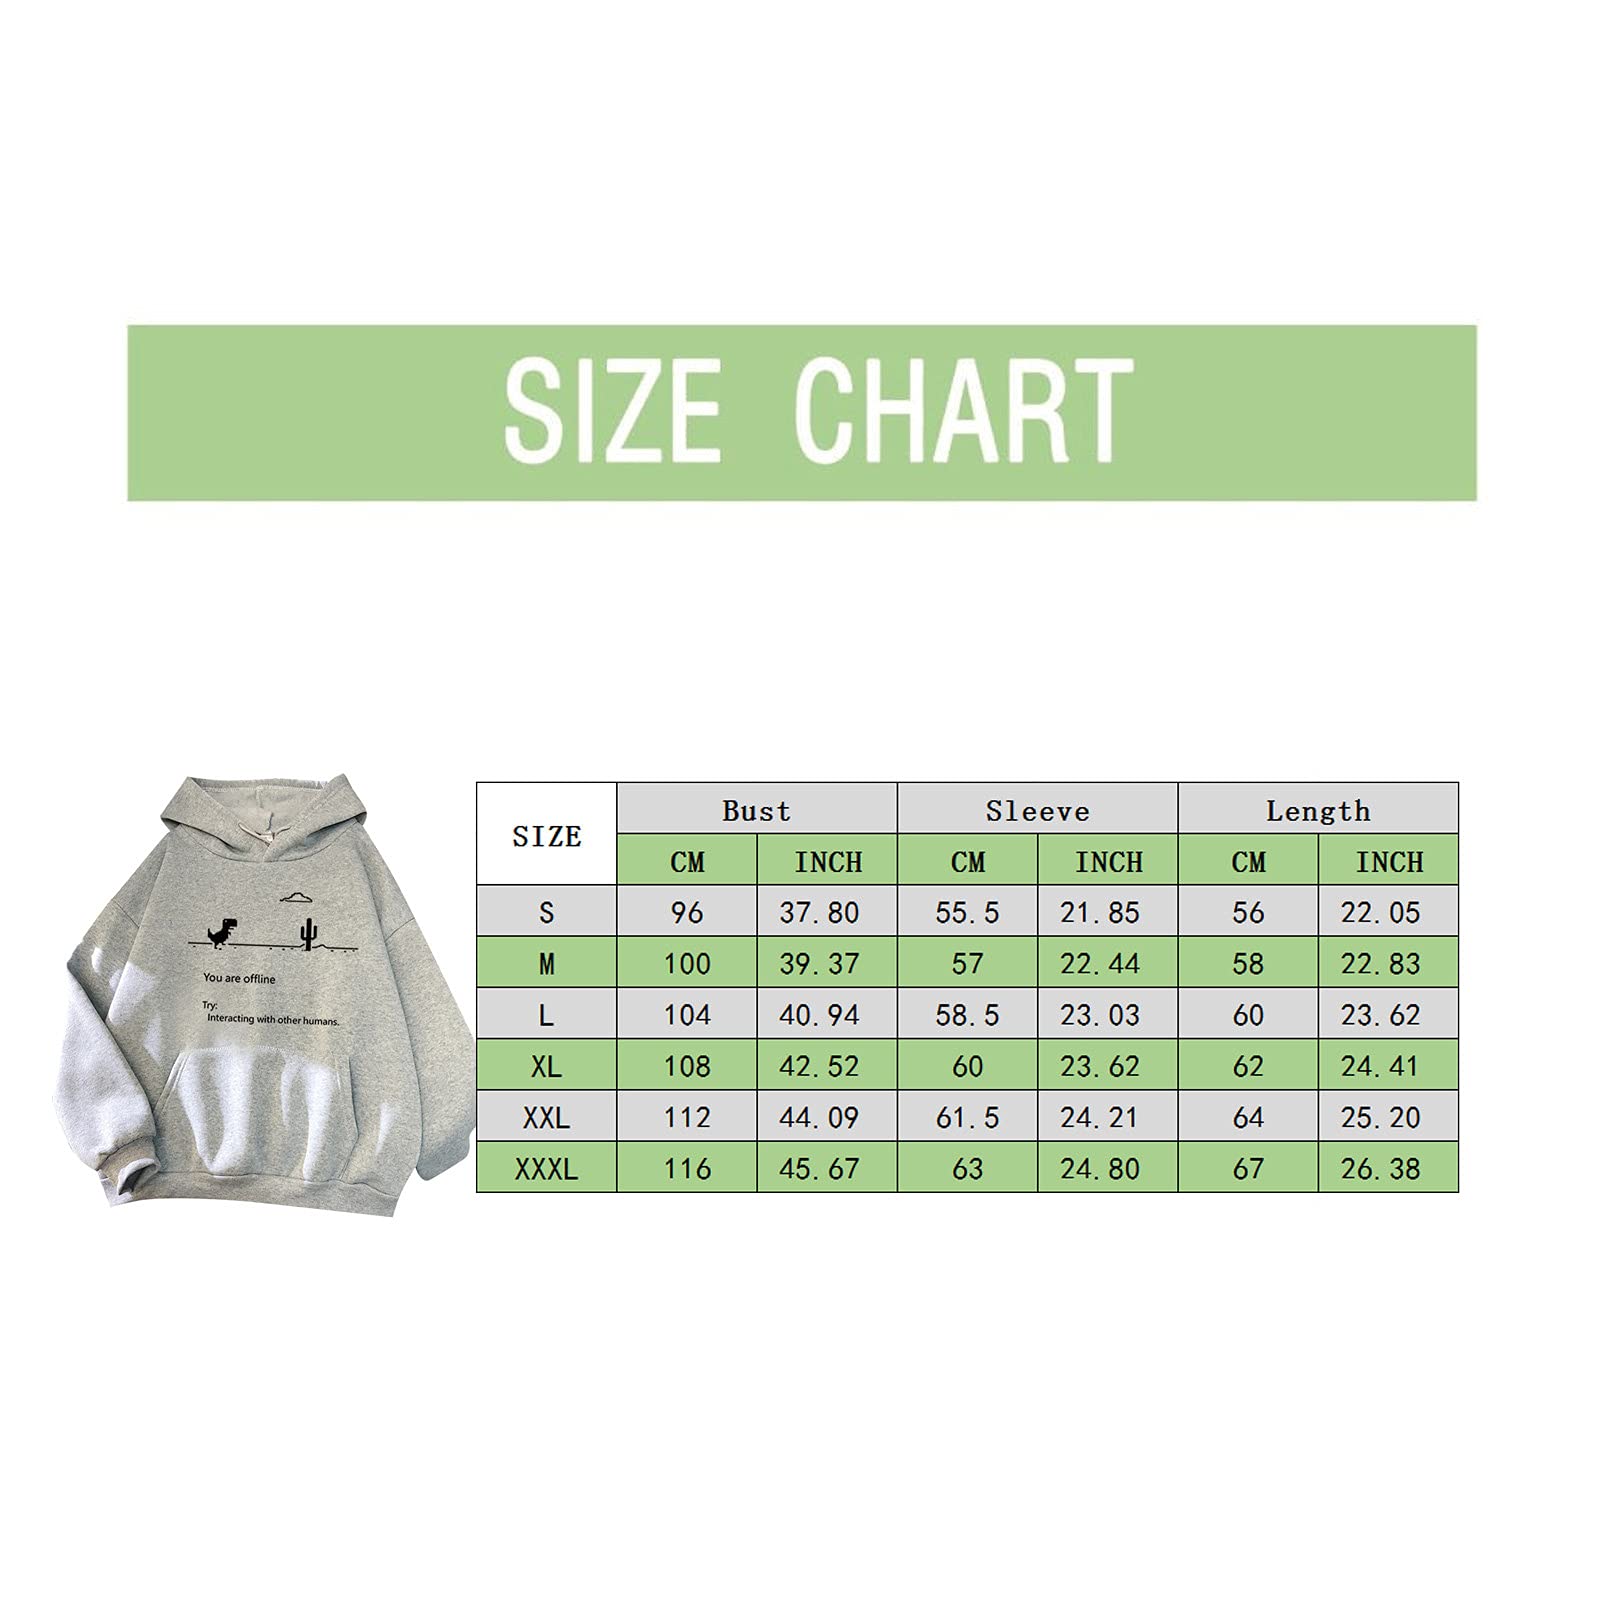 SIZE CHART
You are offline
Try:
Interacting with other humans.
SIZE Bust Sleeve Length
CM INCH CM INCH CM INCH
S 96 37.80 55.5 21.85 56 22.05
M 100 39.37 57 22.44 58 22.83
L 104 40.94 58.5 23.03 60 23.62
XL 108 42.52 60 23.62 62 24.41
XXL 112 44.09 61.5 24.21 64 25.20
XXXL 116 45.67 63 24.80 67 26.38